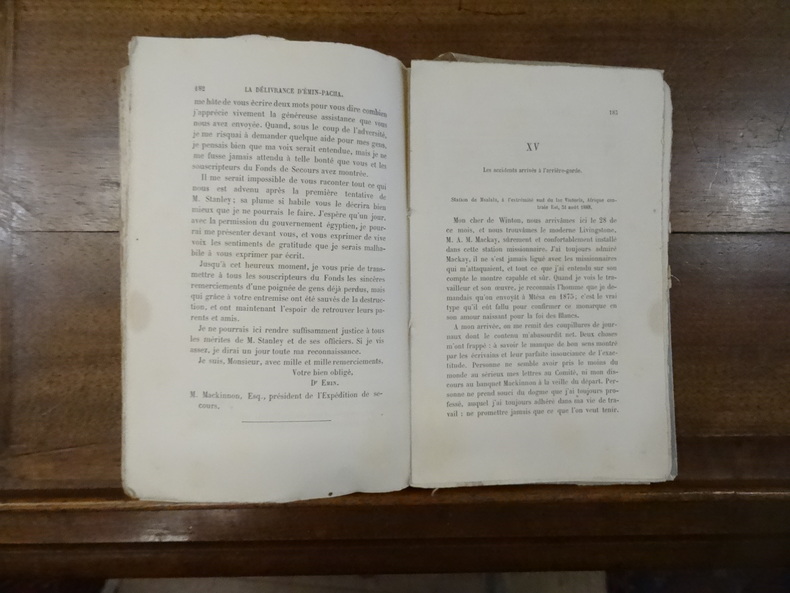 192 LA DÉLIVRANCE D'ÉMIN-PACHA.
me hâte de vous écrire deux mots pour vous dire combien
j'apprécie vivement la généreuse assistance que vous
nous avez envoyée. Quand, sous le coup de l'adversité,
je me risquai à demander quelque aide pour mes gens,
je pensais bien que ma voix serait entendue, mais je ne
me fusse jamais attendu à telle bonté que vous et les
souscripteurs du Fonds de Secours avez montrée.
Il me serait impossible de vous raconter tout ce qui
nous est advenu après la première tentative de
M. Stanley; sa plume si habile vous le décrira bien
mieux que je ne pourrais le faire. J'espère qu'un jour,
avec la permission du gouvernement égyptien, je pour-
rai me présenter devant vous, et vous exprimer de vive
voix les sentiments de gratitude que je serais malha-
bile à vous exprimer par écrit.
Jusqu'à cet heureux moment, je vous prie de trans-
mettre à tous les souscripteurs du Fonds les sincères
remerciements d'une poignée de gens déjà perdus, mais
qui grâce à votre entremise ont été sauvés de la destruc-
tion, et ont maintenant l'espoir de retrouver leurs pa-
rents et amis.
Je ne pourrais ici rendre suffisamment justice à tous
les mérites de M. Stanley et de ses officiers. Si je vis
assez, je dirai un jour toute ma reconnaissance.
Je suis, Monsieur, avec mille et mille remerciements.
Votre bien obligé,
Dr EMIN.
M. Mackinnon, Esq., président de l'Expédition de se-
cours.
XV
Les accidents arrivés à l'arrière-garde.
Station de à l'extrémité sud du lac Victoria, Afrique cen-
trale Est, 31 août
Mon cher de Winton, nous arrivâmes ici le 28 de
ce mois, et nous trouvâmes le moderne Livingstone,
M. A. M. Mackay, sûrement et confortablement installé
dans cette station missionnaire. J'ai toujours admiré
Mackay, il ne s'est jamais ligué avec les missionnaires
qui m'attaquaient, et tout ce que j'ai entendu sur son
compte le montre capable et sûr. Quand je vois le tra-
vailleur et son œuvre, je reconnais l'homme que je de-
mandais qu'on envoyât à Mtésa en 1875; c'est le vrai
type qu'il eût fallu pour confirmer ce monarque en
son amour naissant pour la foi des Blancs.
A mon arrivée, on me remit des coupillures de jour-
naux dont le contenu m'abasourdit net. Deux choses
m'ont frappé : à savoir le manque de bon sens montré
par les écrivains et leur parfaite insouciance de l'exac-
titude. Personne ne semble avoir pris le moins du
monde au sérieux mes lettres au Comité, ni mon dis-
cours au banquet Mackinnon à la veille du départ. Per-
sonne ne prend souci du dogme que j'ai toujours pro-
fessé, auquel j'ai toujours adhéré dans ma vie de tra-
vail : ne promettre jamais que ce que l'on veut tenir.